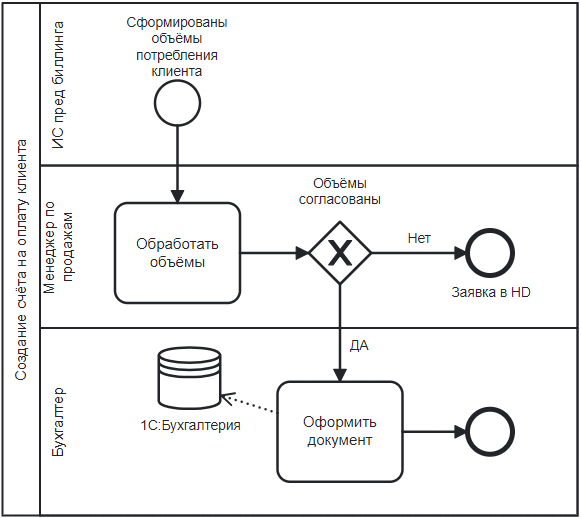 Создание счёта на оплату клиента
ИС пред биллинга
Сформированы
объёмы
потребления
клиента
Менеджер по
продажам
Обработать
объёмы
Объёмы
согласованы
Нет
Заявка в HD
ДА
Бухгалтер
1С:Бухгалтерия
Оформить
документ